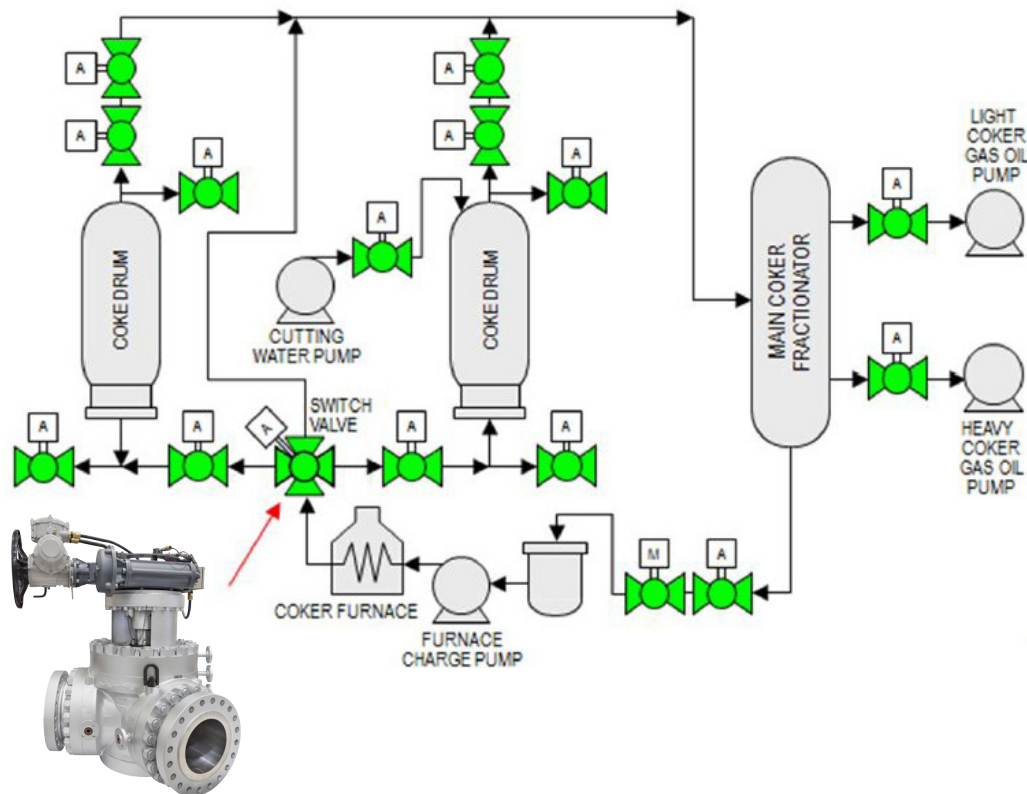 A
A
A
A
A
A
A
COKE DRUM
COKE DRUM
CUTTING
WATER PUMP
MAIN COKER
FRACTIONATOR
A
LIGHT
COKER
GAS OIL
PUMP
A
HEAVY
COKER
GAS OIL
PUMP
SWITCH
VALVE
A
A
A
A
A
M
A
COKER FURNACE
FURNACE
CHARGE PUMP